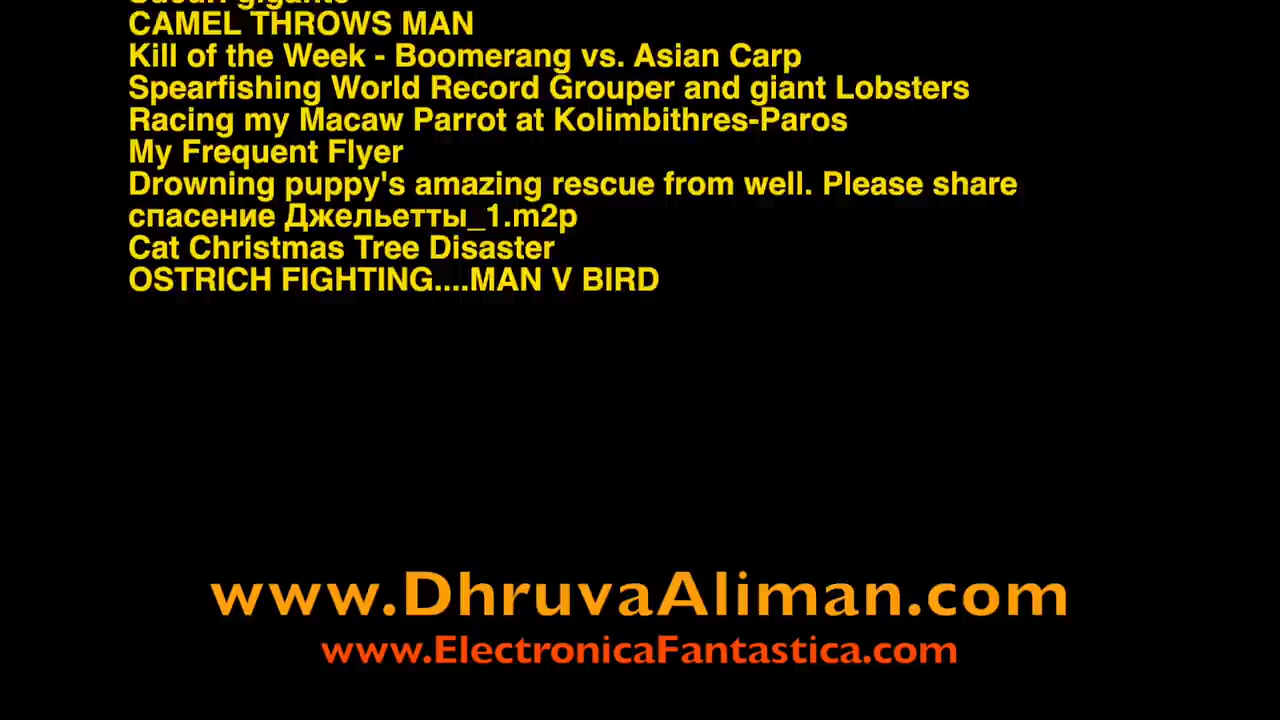 CAMEL THROWS MAN
Kill of the Week - Boomerang vs. Asian Carp
Spearfishing World Record Grouper and giant Lobsters
Racing my Macaw Parrot at Kolimbithres-Paros
My Frequent Flyer
Drowning puppy's amazing rescue from well. Please share
спасение Джельетты_1.m2p
Cat Christmas Tree Disaster
OSTRICH FIGHTING....MAN V BIRD
www.DhruvaAliman.com
www.ElectronicaFantastica.com